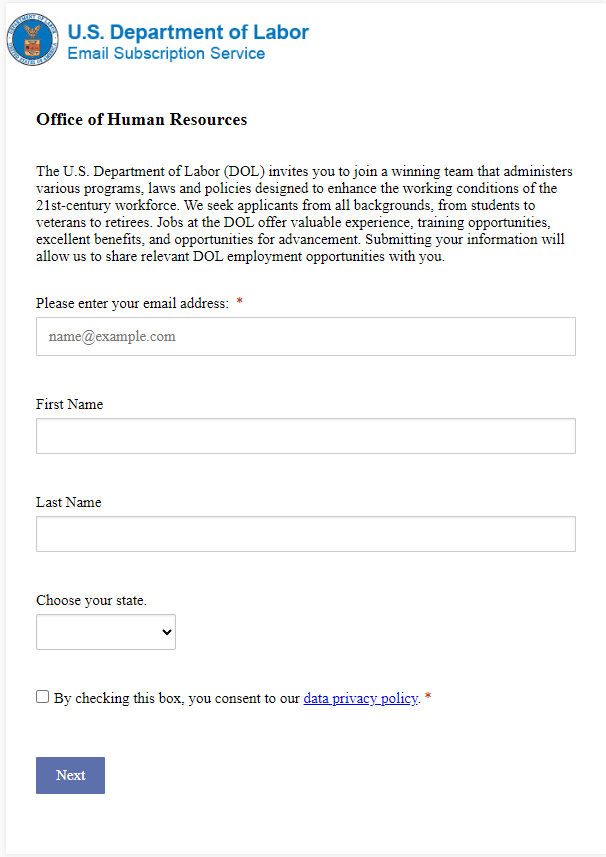 U.S. Department of Labor
Email Subscription Service
Office of Human Resources
The U.S. Department of Labor (DOL) invites you to join a winning team that administers
various programs, laws and policies designed to enhance the working conditions of the
21st-century workforce. We seek applicants from all backgrounds, from students to
veterans to retirees. Jobs at the DOL offer valuable experience, training opportunities,
excellent benefits, and opportunities for advancement. Submitting your information will
allow us to share relevant DOL employment opportunities with you.
Please enter your email address: *
name@example.com
First Name
Last Name
Choose your state.
By checking this box, you consent to our data privacy policy. *
Next